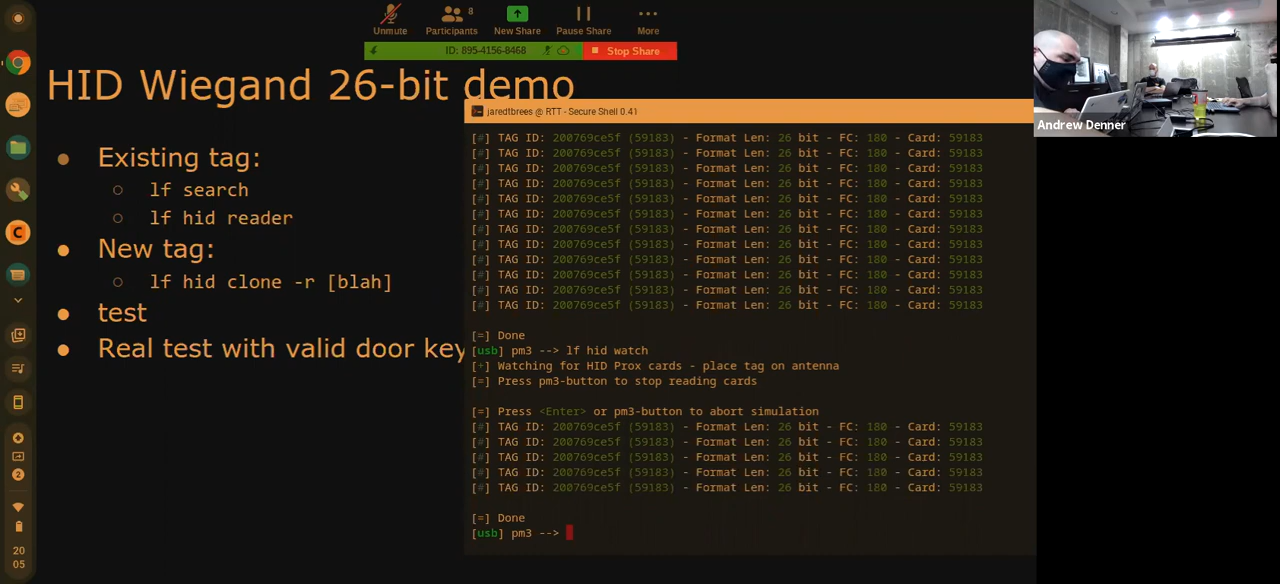 8
Unmute
Participants
New Share
Pause Share
More
ID: 895-4156-8468
Stop Share
HID Wiegand 26-bit demo
Existing tag:
lf search
lf hid reader
New tag:
lf hid clone -r [blah]
test
Real test with valid door key
jaredtbrees @ RTT - Secure Shell 0.41
[#] TAG ID: 200769ce5f (59183) - Format Len: 26 bit - FC: 180 - Card: 59183
[#] TAG ID: 200769ce5f (59183) - Format Len: 26 bit - FC: 180 - Card: 59183
[#] TAG ID: 200769ce5f (59183) - Format Len: 26 bit - FC: 180 - Card: 59183
[#] TAG ID: 200769ce5f (59183) - Format Len: 26 bit - FC: 180 - Card: 59183
[#] TAG ID: 200769ce5f (59183) - Format Len: 26 bit - FC: 180 - Card: 59183
[#] TAG ID: 200769ce5f (59183) - Format Len: 26 bit - FC: 180 - Card: 59183
[#] TAG ID: 200769ce5f (59183) - Format Len: 26 bit - FC: 180 - Card: 59183
[#] TAG ID: 200769ce5f (59183) - Format Len: 26 bit - FC: 180 - Card: 59183
[#] TAG ID: 200769ce5f (59183) - Format Len: 26 bit - FC: 180 - Card: 59183
[#] TAG ID: 200769ce5f (59183) - Format Len: 26 bit - FC: 180 - Card: 59183
[#] TAG ID: 200769ce5f (59183) - Format Len: 26 bit - FC: 180 - Card: 59183
[#] TAG ID: 200769ce5f (59183) - Format Len: 26 bit - FC: 180 - Card: 59183
[=] Done
[usb] pm3 --> lf hid watch
[+] Watching for HID Prox cards - place tag on antenna
[=] Press pm3-button to stop reading cards
[=] Press <Enter> or pm3-button to abort simulation
[#] TAG ID: 200769ce5f (59183) - Format Len: 26 bit - FC: 180 - Card: 59183
[#] TAG ID: 200769ce5f (59183) - Format Len: 26 bit - FC: 180 - Card: 59183
[#] TAG ID: 200769ce5f (59183) - Format Len: 26 bit - FC: 180 - Card: 59183
[#] TAG ID: 200769ce5f (59183) - Format Len: 26 bit - FC: 180 - Card: 59183
[#] TAG ID: 200769ce5f (59183) - Format Len: 26 bit - FC: 180 - Card: 59183
[=] Done
[usb] pm3 -->
Andrew Denner
C
2
20
05